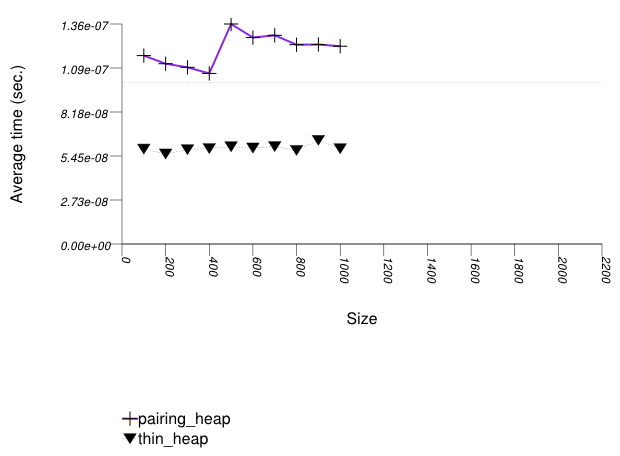 1.36e-07
1.09e-07
8.18e-08
5.45e-08
2.73e-08
0.00e+00
Average time (sec.)
0
200
400
600
800
1000
1200
1400
1600
1800
2000
2200
Size
pairing_heap
thin_heap